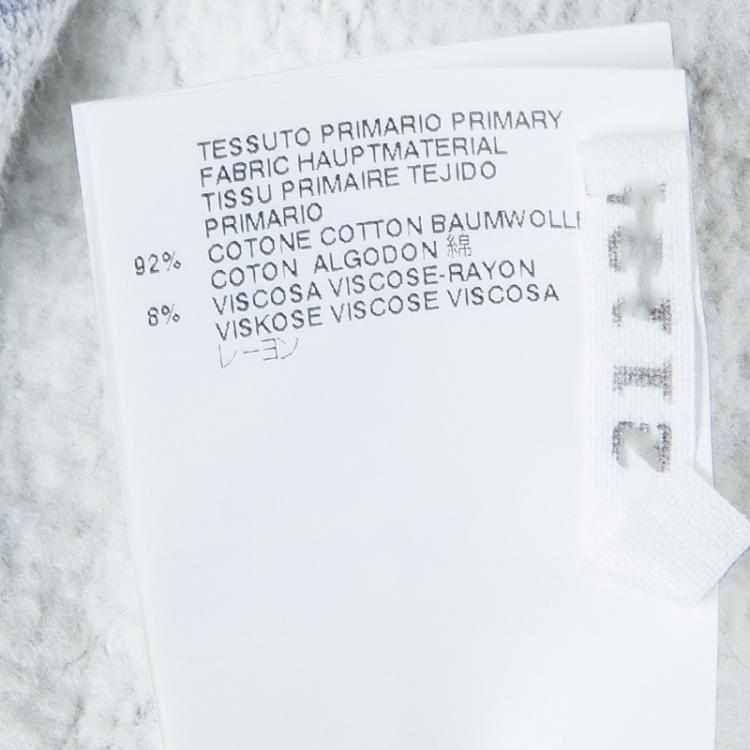 TESSUTO PRIMARIO PRIMARY
FABRIC HAUPTMATERIAL
TISSU PRIMAIRE TEJIDO
PRIMARIO
92% COTONE COTTON BAUMWOLL
COTON ALGODON 綿
8% VISCOSA VISCOSE-RAYON
VISKOSE VISCOSE VISCOSA
レーヨン